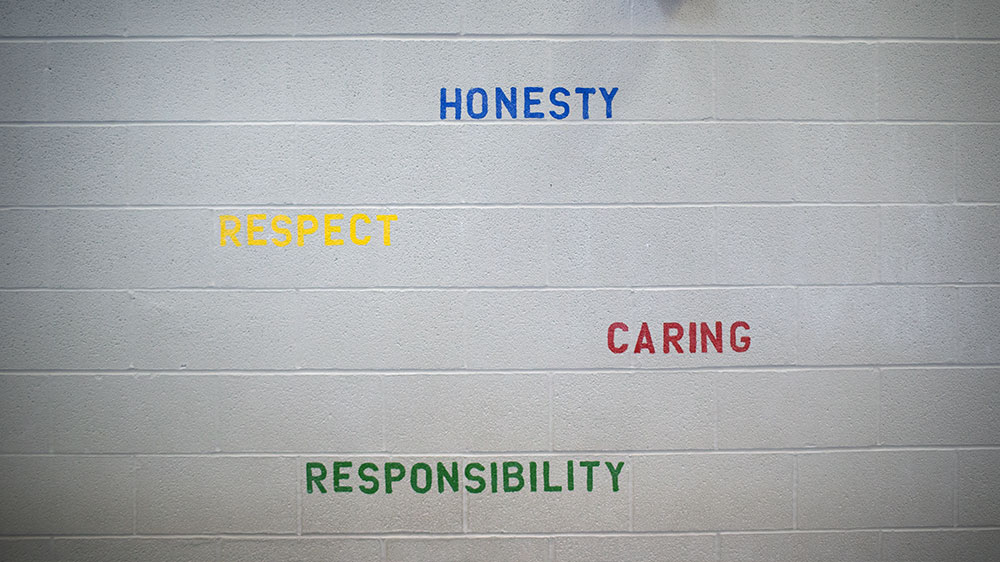 HONESTY
RESPECT
CARING
RESPONSIBILITY